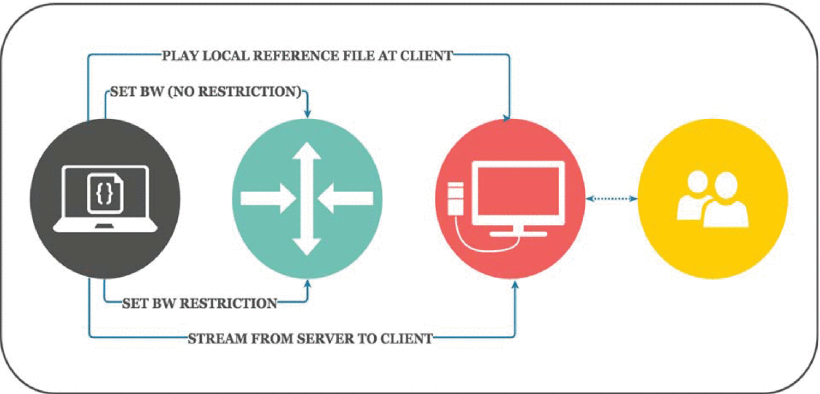 PLAY LOCAL REFERENCE FILE AT CLIENT
SET BW (NO RESTRICTION)
{}
SET BW RESTRICTION
STREAM FROM SERVER TO CLIENT